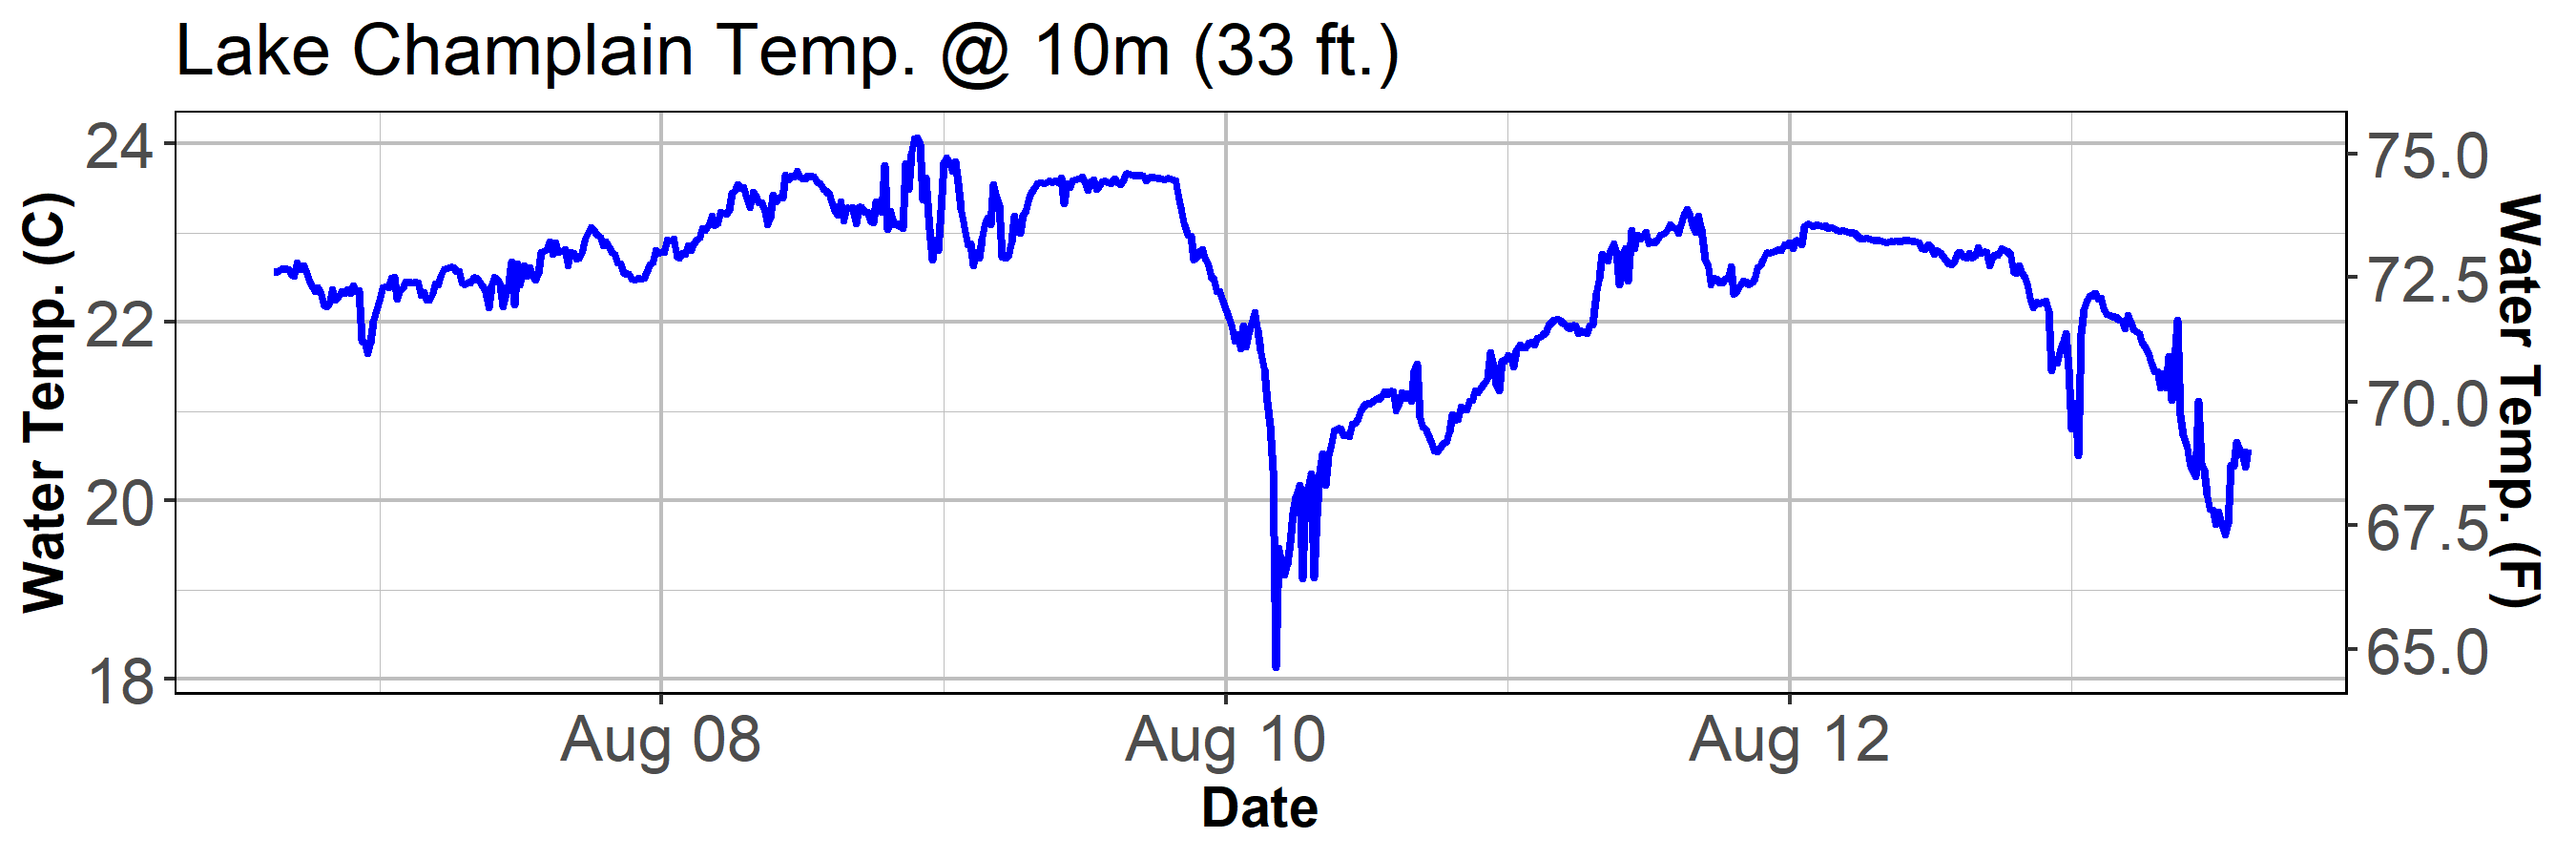 Lake Champlain Temp. @ 10m (33 ft.)
Water Temp. (C)
24
22
20
18
75.0
72.5
70.0
67.5
65.0
Water Temp. (F)
Aug 08
Aug 10
Aug 12
Date